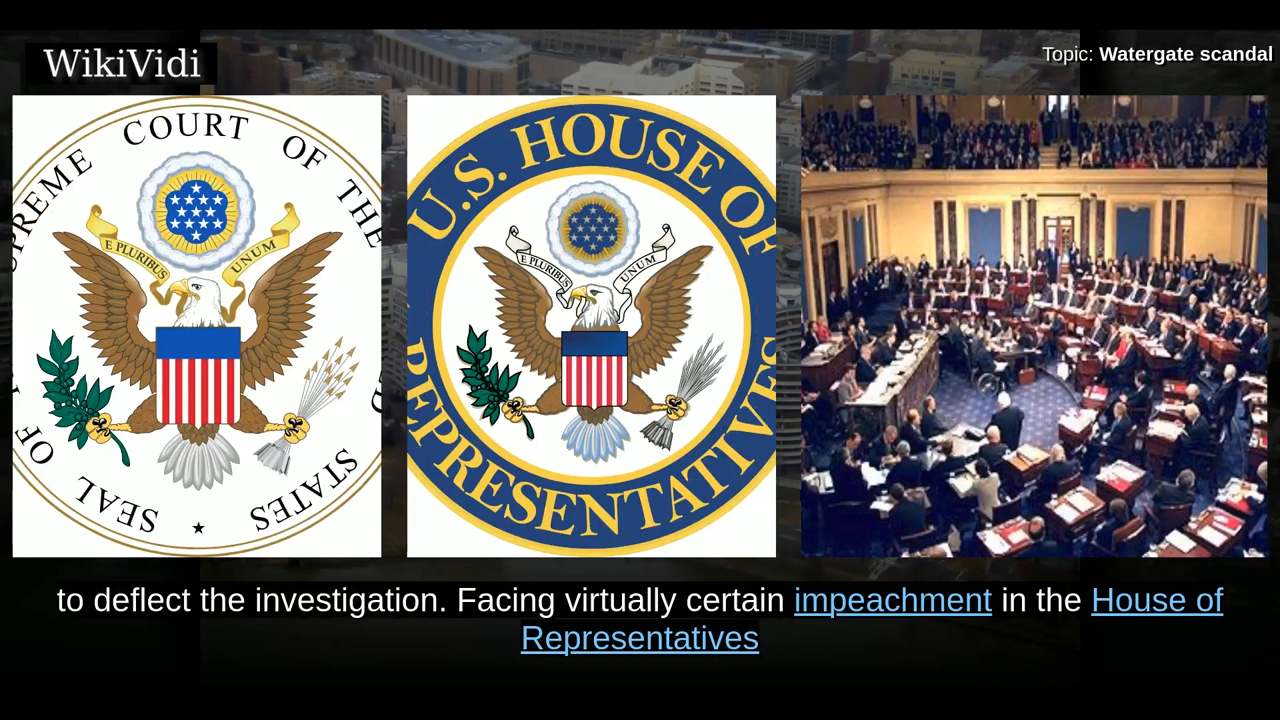 WikiVidi
Topic: Watergate scandal
SEAL OF PREME COURT OF THE
STATES
E PLURIBUS UNUM
U.S. HOUSE OF
REPRESENTATIVES
E PLURIBUS UNUM
to deflect the investigation. Facing virtually certain impeachment in the House of
Representatives